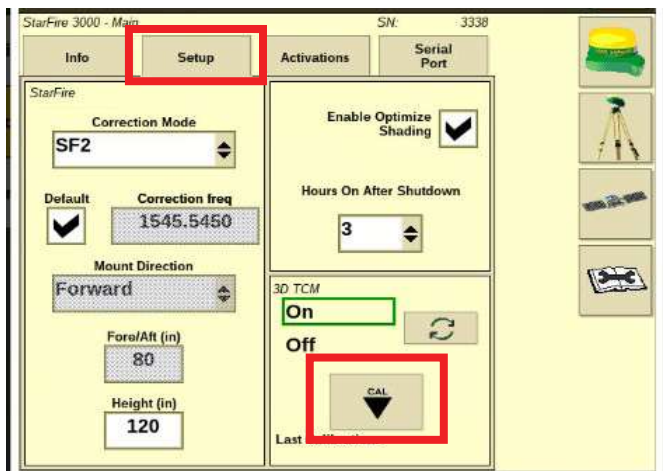 StarFire 3000 - Main
SN: 3338
Info
Setup
Activations
Serial
Port
StarFire
Correction Mode
SF2
Default
Correction freq
1545.5450
Mount Direction
Forward
Fore/Aft (in)
80
Height (in)
120
Enable Optimize
Shading
Hours On After Shutdown
3
3D TCM
On
Off
CAL
Last